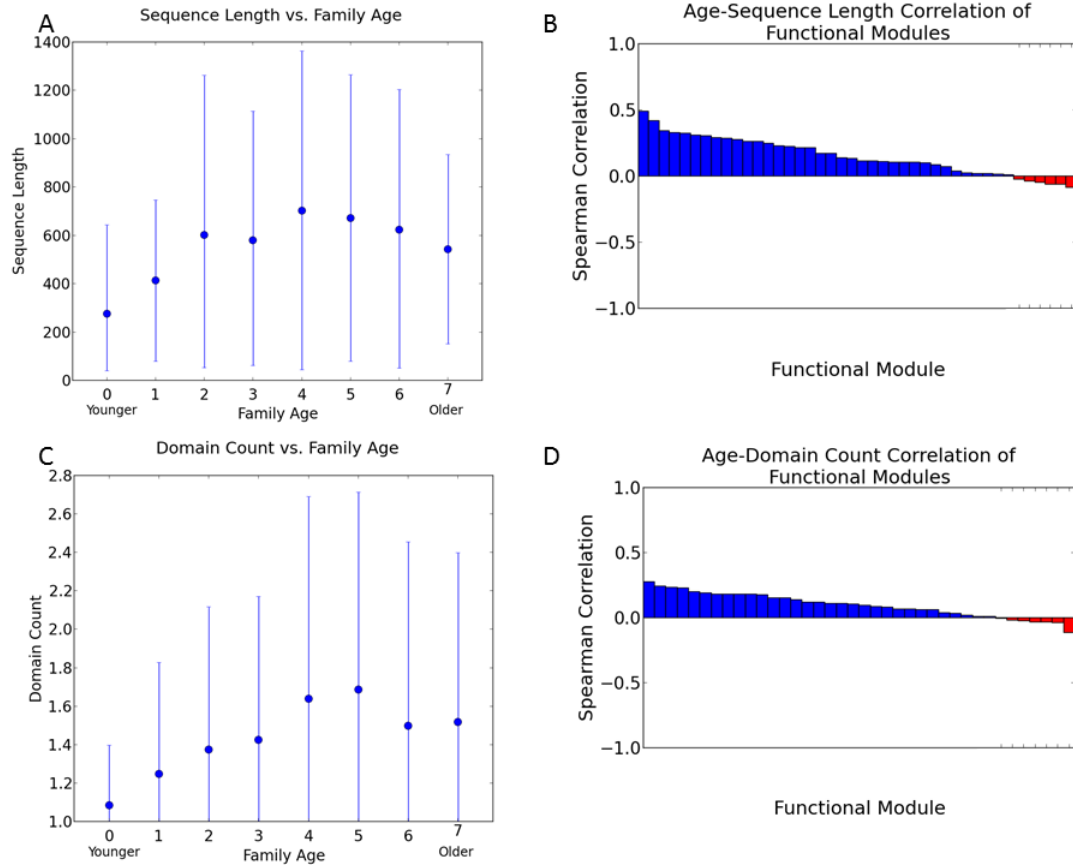 A
Sequence Length vs. Family Age
1400
1200
1000
800
600
400
200
0
Sequence Length
0 1 2 3 4 5 6 7
Younger Older
Family Age
B
Age-Sequence Length Correlation of
Functional Modules
1.0
0.5
0.0
−0.5
−1.0
Spearman Correlation
Functional Module
C
Domain Count vs. Family Age
2.8
2.6
2.4
2.2
2.0
1.8
1.6
1.4
1.2
1.0
Domain Count
0 1 2 3 4 5 6 7
Younger Older
Family Age
D
Age-Domain Count Correlation of
Functional Modules
1.0
0.5
0.0
−0.5
−1.0
Spearman Correlation
Functional Module